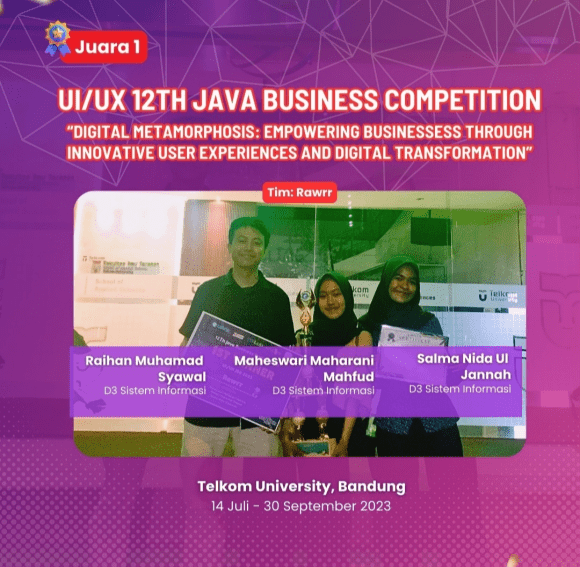 Juara 1
UI/UX 12TH JAVA BUSINESS COMPETITION
“DIGITAL METAMORPHOSIS: EMPOWERING BUSINESSESS THROUGH
INNOVATIVE USER EXPERIENCES AND DIGITAL TRANSFORMATION”
Tim: Rawrr
Telkom
University
Raihan Muhamad
Syawal
D3 Sistem Informasi
Maheswari Maharani
Mahfud
D3 Sistem Informasi
Salma Nida Ul
Jannah
D3 Sistem Informasi
Telkom University, Bandung
14 Juli - 30 September 2023